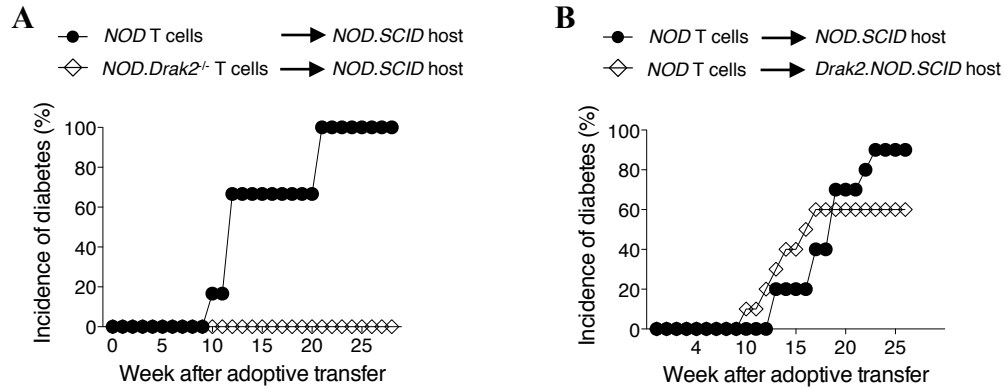 A
NOD T cells → NOD.SCID host
NOD.Drak2-/- T cells → NOD.SCID host
Incidence of diabetes (%)
100
80
60
40
20
0
0 5 10 15 20 25
Week after adoptive transfer
B
NOD T cells → NOD.SCID host
NOD T cells → Drak2.NOD.SCID host
Incidence of diabetes (%)
100
80
60
40
20
0
4 10 15 20 25
Week after adoptive transfer